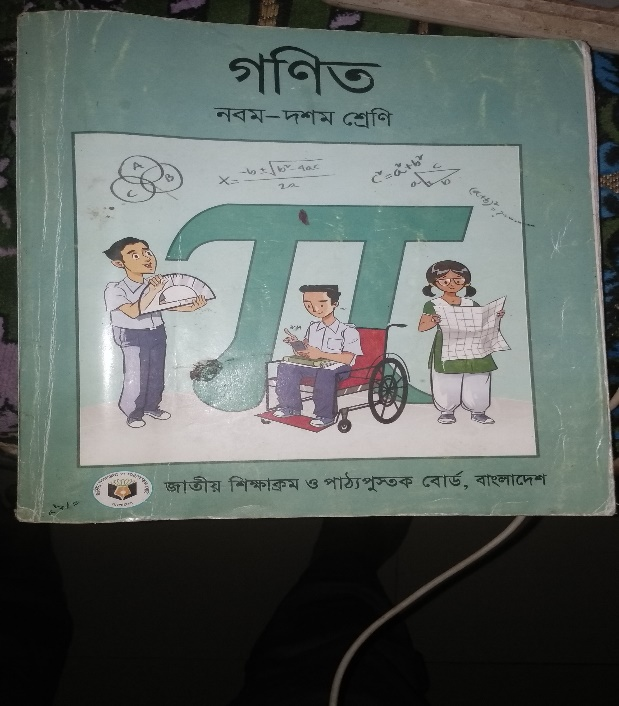 গণিত
নবম-দশম শ্রেণি
A
B
C
x = -b ± √b² - 4ac / 2a
c² = a² + b²
c
a
b
π
জাতীয় শিক্ষাক্রম ও পাঠ্যপুস্তক বোর্ড, বাংলাদেশ